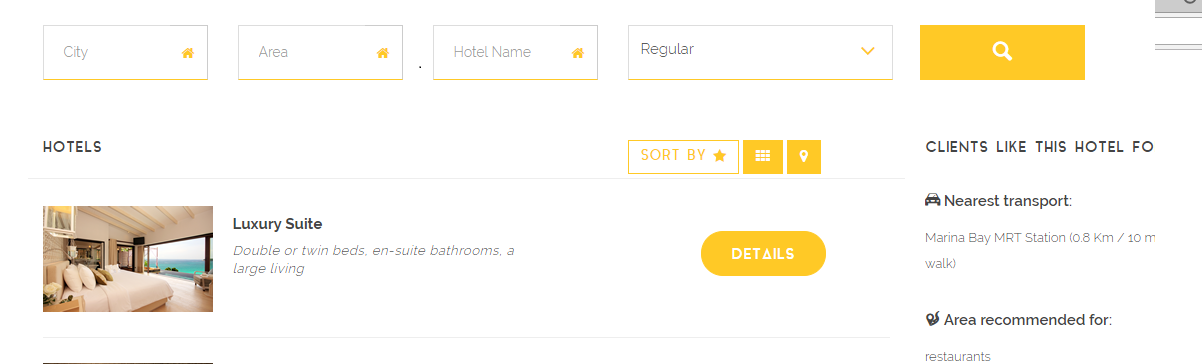 City
Area
.
Hotel Name
Regular
HOTELS
SORT BY
CLIENTS LIKE THIS HOTEL FO
Luxury Suite
Double or twin beds, en-suite bathrooms, a
large living
DETAILS
Nearest transport:
Marina Bay MRT Station (0.8 Km / 10 m
walk)
Area recommended for:
restaurants